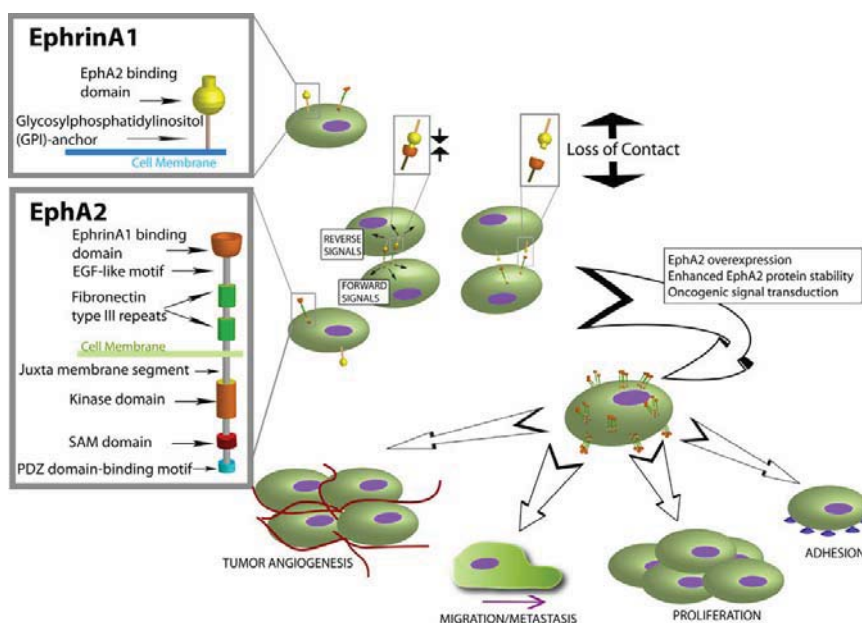 EphrinA1
EphA2 binding
domain
Glycosylphosphatidylinositol
(GPI)-anchor
Cell Membrane
EphA2
EphrinA1 binding
domain
EGF-like motif
Fibronectin
type III repeats
Cell Membrane
Juxta membrane segment
Kinase domain
SAM domain
PDZ domain-binding motif
REVERSE
SIGNALS
FORWARD
SIGNALS
Loss of Contact
EphA2 overexpression
Enhanced EphA2 protein stability
Oncogenic signal transduction
TUMOR ANGIOGENESIS
MIGRATION/METASTASIS
PROLIFERATION
ADHESION